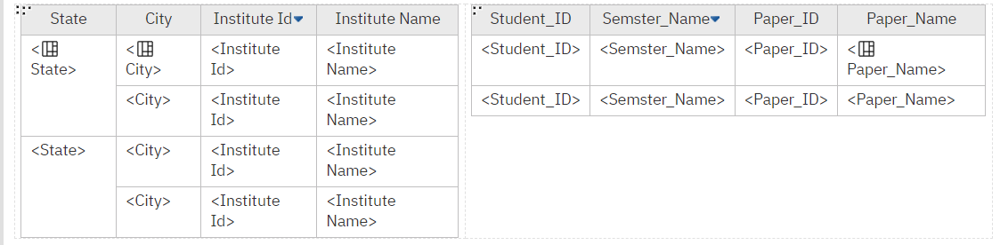 State City Institute Id Institute Name
<State> <City> <Institute Id> <Institute Name>
<City> <Institute Id> <Institute Name>
<State> <City> <Institute Id> <Institute Name>
<City> <Institute Id> <Institute Name>
Student_ID Semster_Name Paper_ID Paper_Name
<Student_ID> <Semster_Name> <Paper_ID> <Paper_Name>
<Student_ID> <Semster_Name> <Paper_ID> <Paper_Name>